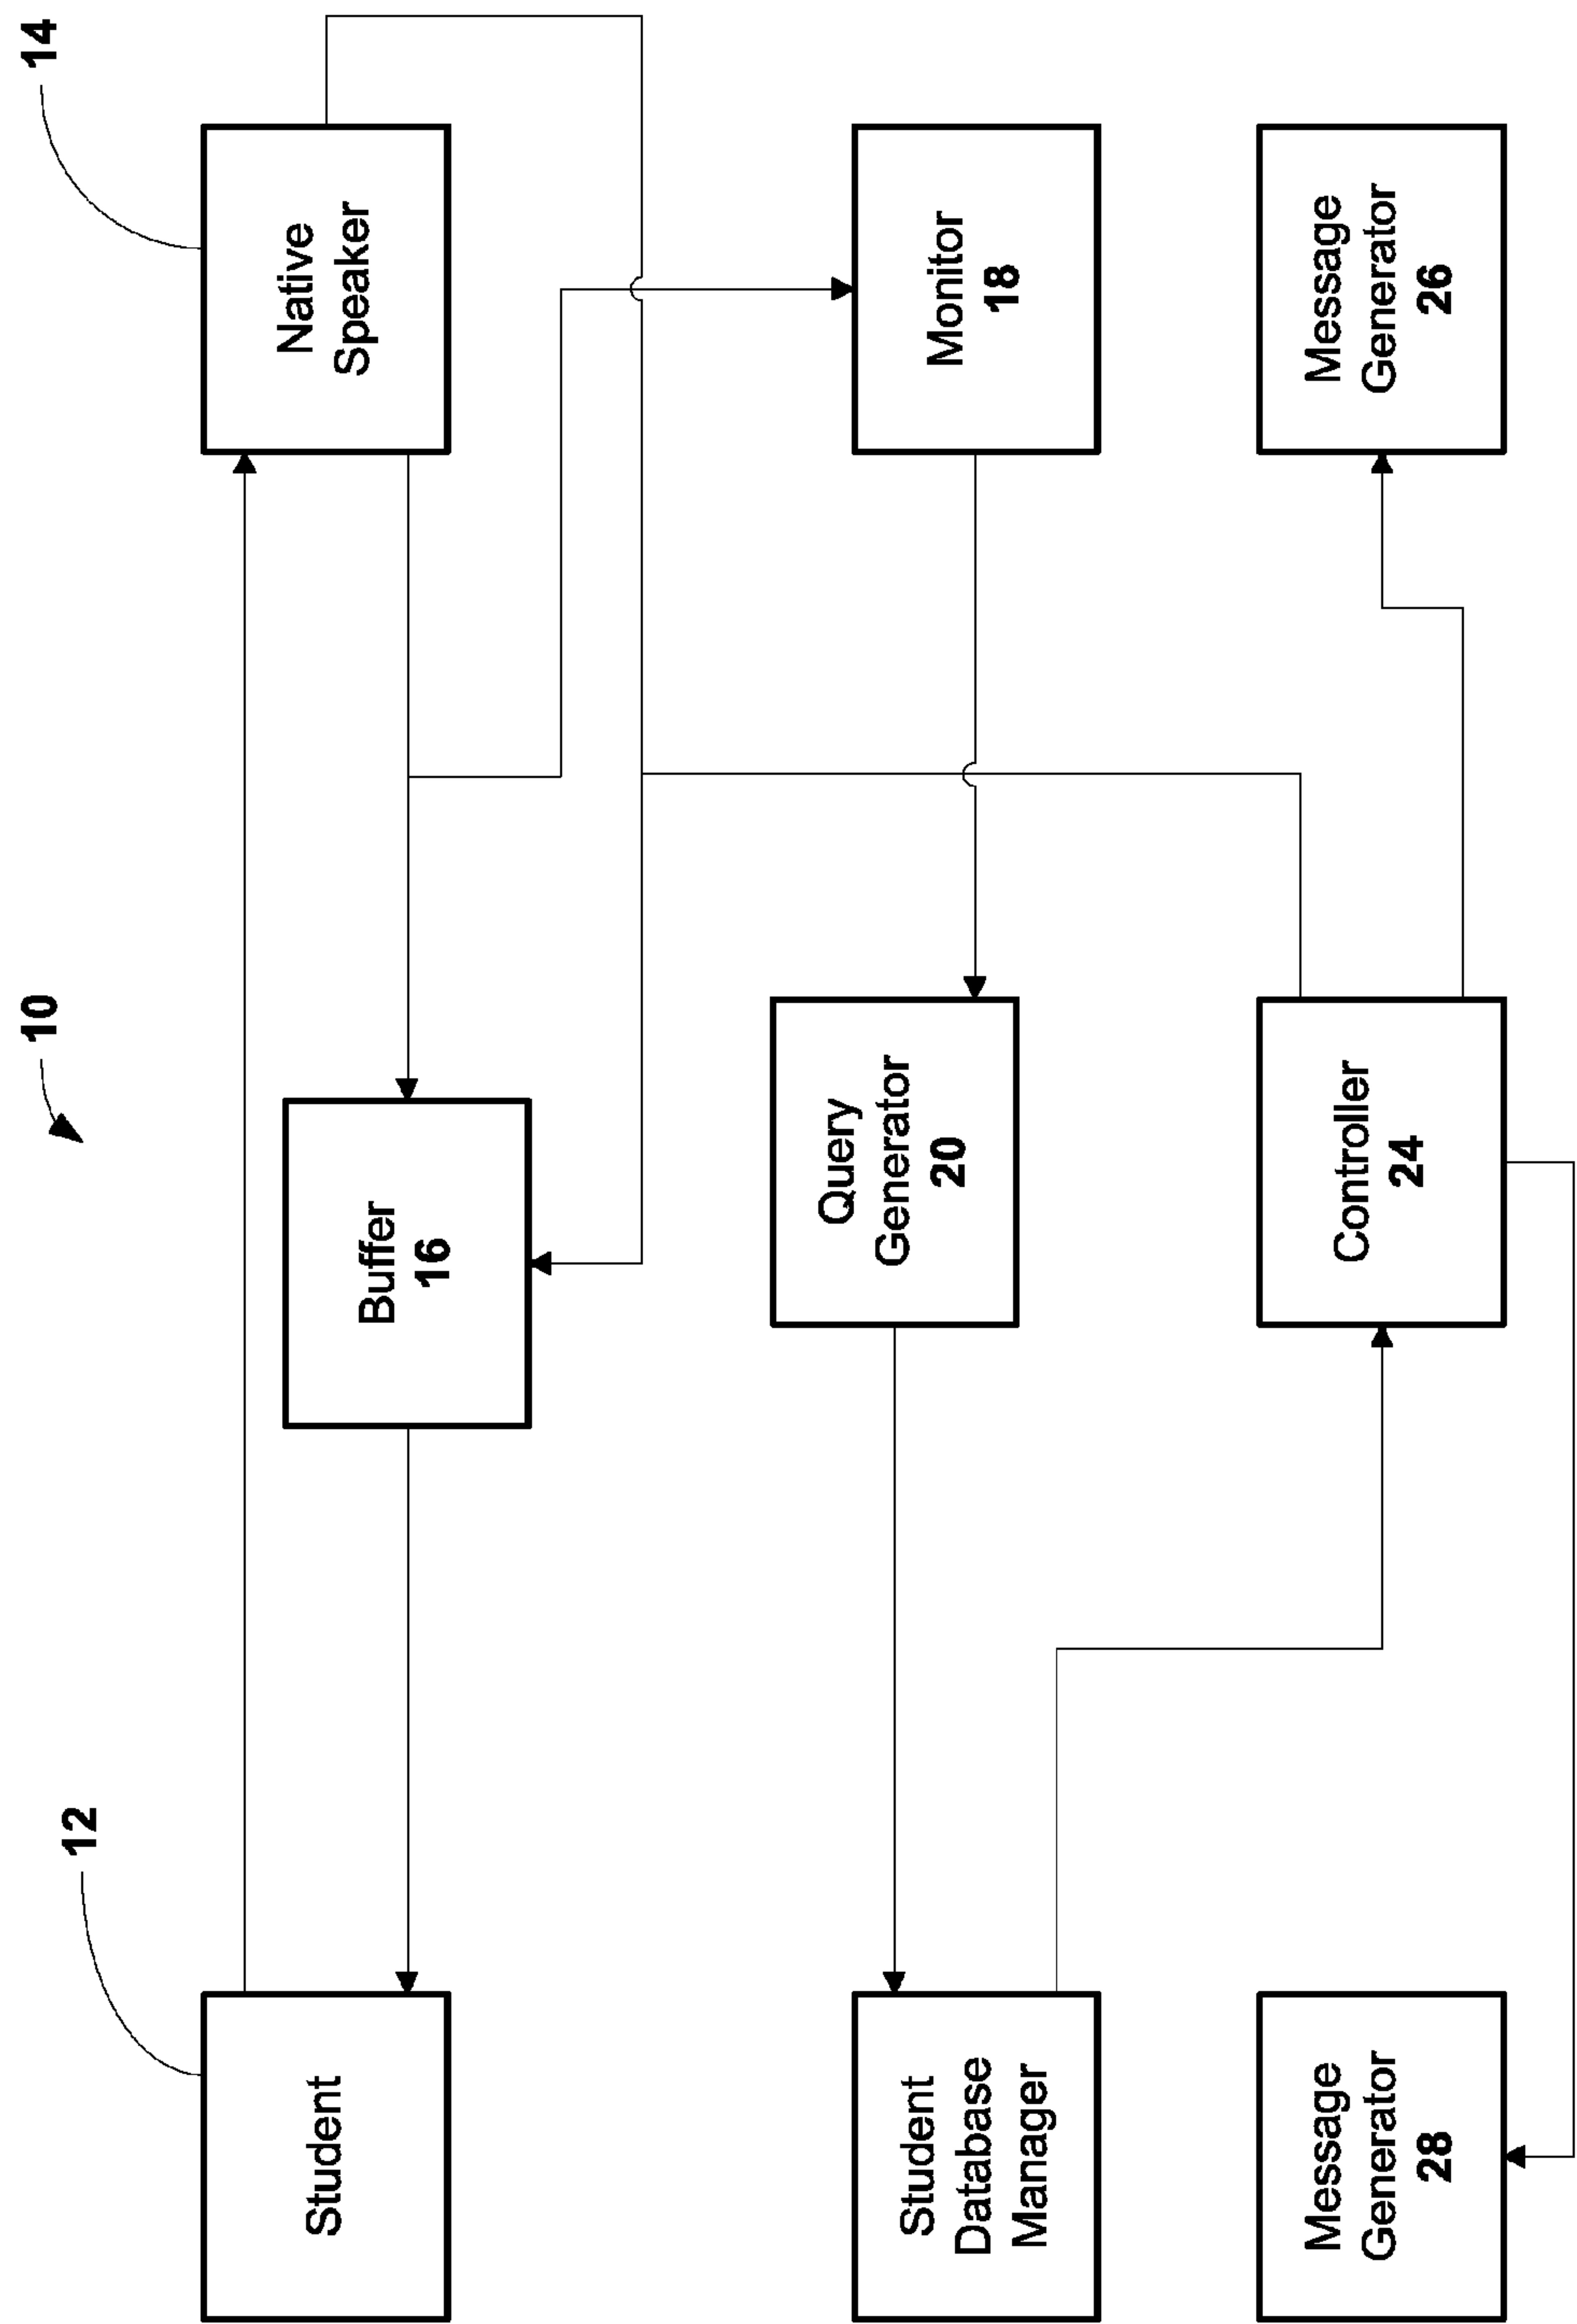 10
12
14
Student
Native
Speaker
Buffer
16
Student
Database
Manager
Query
Generator
20
Monitor
18
Message
Generator
28
Controller
24
Message
Generator
26